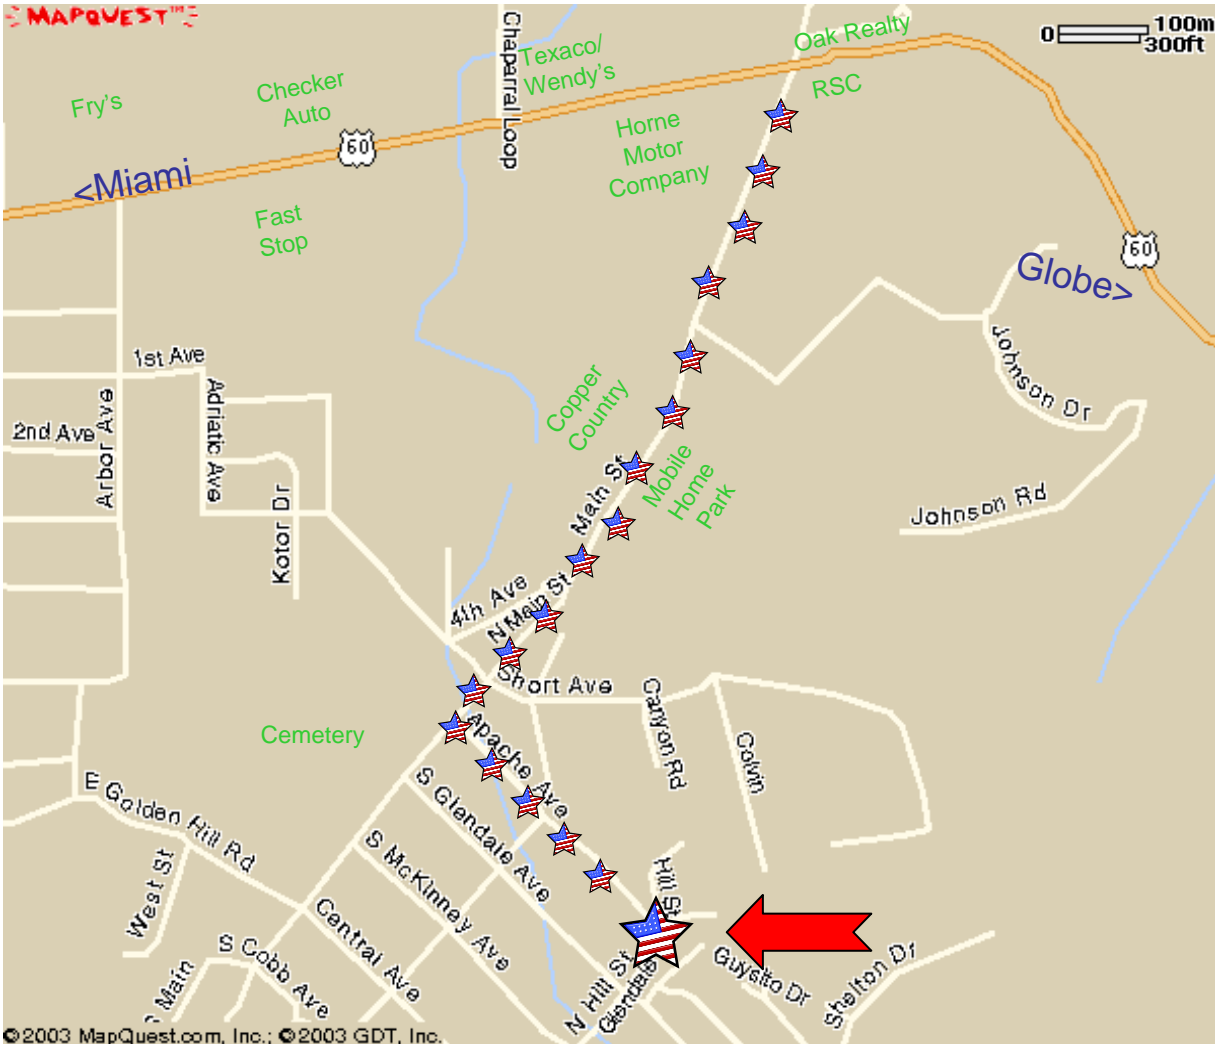 MAPQUEST™
Chaparral Loop
Texaco/
Wendy's
Oak Realty
0 100m
300ft
Fry's
Checker
Auto
RSC
60
Horne
Motor
Company
<Miami
Fast
Stop
60
Globe>
1st Ave
Adriatic Ave
Arbor Ave
2nd Ave
Kotor Dr
Copper
Country
Johnson Dr
Main St
Mobile
Home
Park
Johnson Rd
4th Ave
N Main St
Short Ave
Canyon Rd
Colvin
Cemetery
Apache Ave
E Golden Hill Rd
S Glendale Ave
S McKinney Ave
West St
Central Ave
Hill St
S Cobb Ave
S Main
N Hill St
Glendale
Guysito Dr
Shelton Dr
©2003 MapQuest.com, Inc.; ©2003 GDT, Inc.